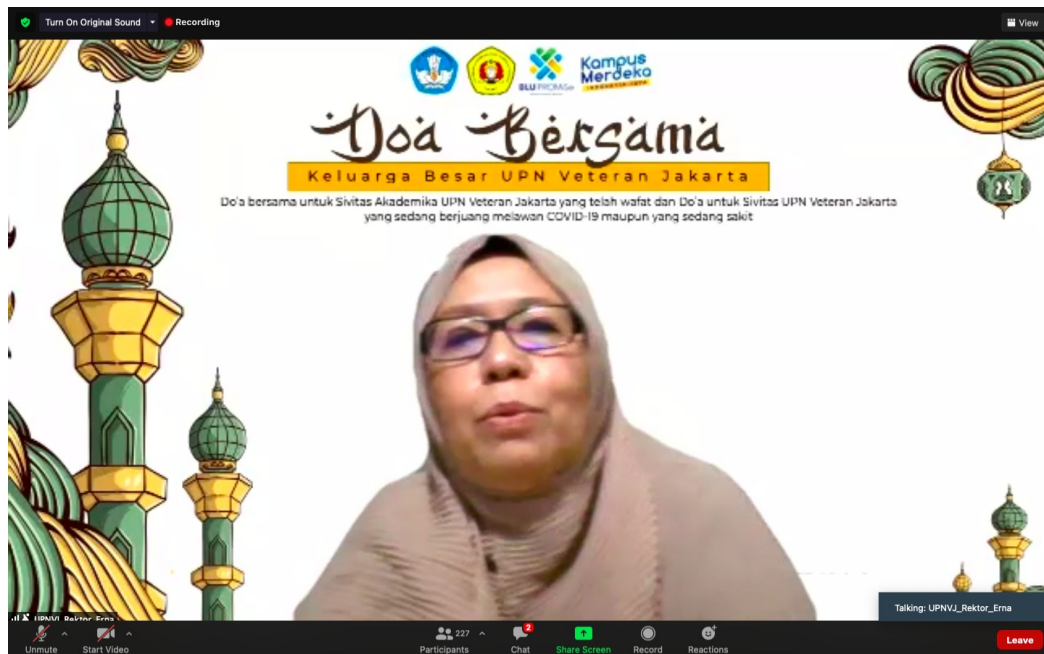 Turn On Original Sound
Recording
View
BLU PROMISe
Kampus
Merdeka
INDONESIA JAYA
Doa Bersama
Keluarga Besar UPN Veteran Jakarta
Do'a bersama untuk Sivitas Akademika UPN Veteran Jakarta yang telah wafat dan Do'a untuk Sivitas UPN Veteran Jakarta
yang sedang berjuang melawan COVID-19 maupun yang sedang sakit
UPNVJ_Rektor_Erna
Talking: UPNVJ_Rektor_Erna
Unmute
Start Video
227
Participants
2
Chat
Share Screen
Record
Reactions
Leave